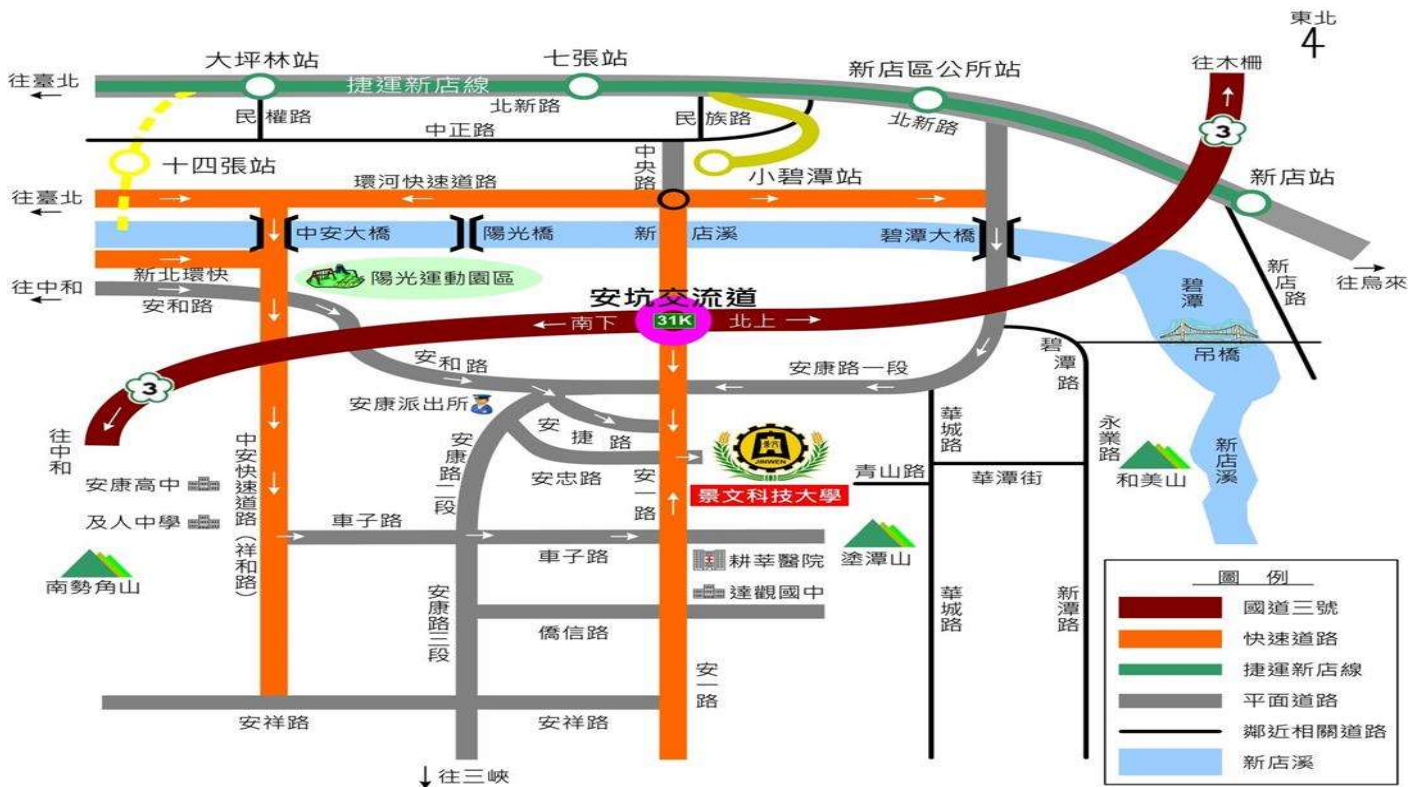 東北
4
往木柵
大坪林站
七張站
新店區公所站
往臺北
捷運新店線
北新路
北新路
民權路
中正路
民族路
3
十四張站
中央路
小碧潭站
新店站
往臺北
環河快速道路
中安大橋
陽光橋
新店溪
碧潭大橋
新店路
往烏來
新北環快
陽光運動園區
往中和
安和路
安坑交流道
碧潭
南下
31K
北上
吊橋
碧潭路
安和路
安康路一段
3
安康派出所
往中和
安捷路
華城路
永業路
新店溪
中安快速道路(祥和路)
安康路二段
安忠路
安一路
JINWEN
景文科技大學
青山路
華潭街
和美山
安康高中
及人中學
車子路
車子路
耕莘醫院
塗潭山
南勢角山
達觀國中
安康路三段
僑信路
華城路
新潭路
安一路
安祥路
安祥路
往三峽
圖例
國道三號
快速道路
捷運新店線
平面道路
鄰近相關道路
新店溪